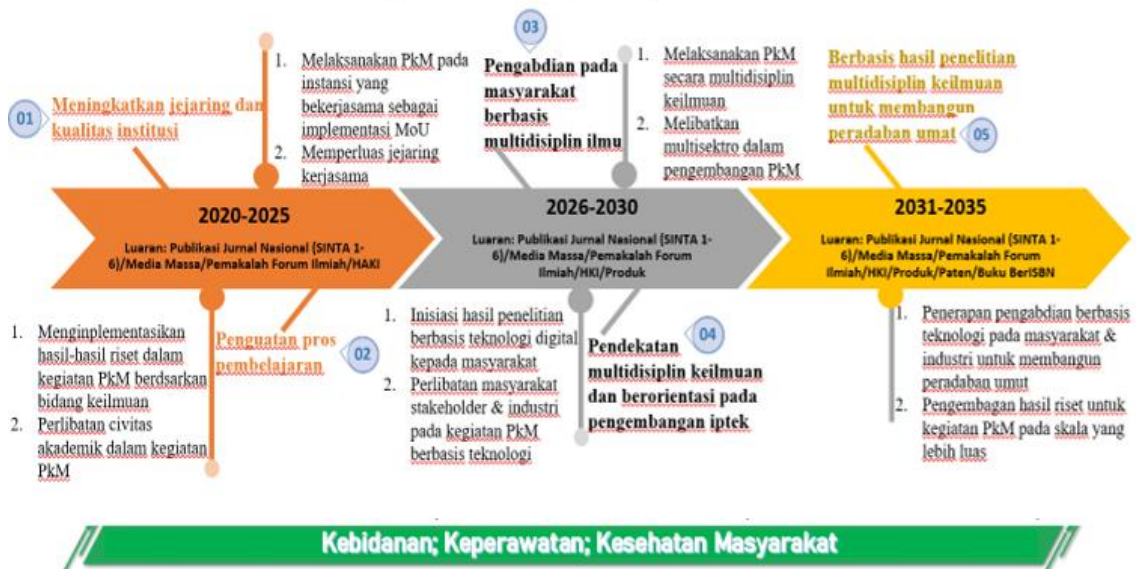 01
Meningkatkan jejaring dan
kualitas institusi
1. Melaksanakan PkM pada
instansi yang
bekerjasama sebagai
implementasi MoU
2. Memperluas jejaring
kerjasama
03
Pengabdian pada
masyarakat
berbasis
multidisiplin ilmu
1. Melaksanakan PkM
secara multidisiplin
keilmuan
2. Melibatkan
multisektro dalam
pengembangan PKM
Berbasis hasil penelitian
multidisiplin keilmuan
untuk membangun
peradaban umat
05
2020-2025
Luaran: Publikasi Jurnal Nasional (SINTA 1-
6)/Media Massa/Pemakalah Forum Ilmiah/HAKI
2026-2030
Luaran: Publikasi Jurnal Nasional (SINTA 1-
6)/Media Massa/Pemakalah Forum
Ilmiah/HKI/Produk
2031-2035
Luaran: Publikasi Jurnal Nasional (SINTA 1-
6)/Media Massa/Pemakalah Forum
Ilmiah/HKI/Produk/Paten/Buku BerISBN
1. Menginplementasikan
hasil-hasil riset dalam
kegiatan PkM berdsarkan
bidang keilmuan
2. Perlibatan civitas
akademik dalam kegiatan
PkM
Penguatan pros
pembelajaran
02
1. Inisiasi hasil penelitian
berbasis teknologi digital
kepada masyarakat
2. Perlibatan masyarakat
stakeholder & industri
pada kegiatan PKM
berbasis teknologi
04
Pendekatan
multidisiplin keilmuan
dan berorientasi pada
pengembangan iptek
1. Penerapan pengabdian berbasis
teknologi pada masyarakat &
industri untuk membangun
peradaban umut
2. Pengembagan hasil riset untuk
kegiatan PKM pada skala yang
lebih luas
Kebidanan; Keperawatan; Kesehatan Masyarakat